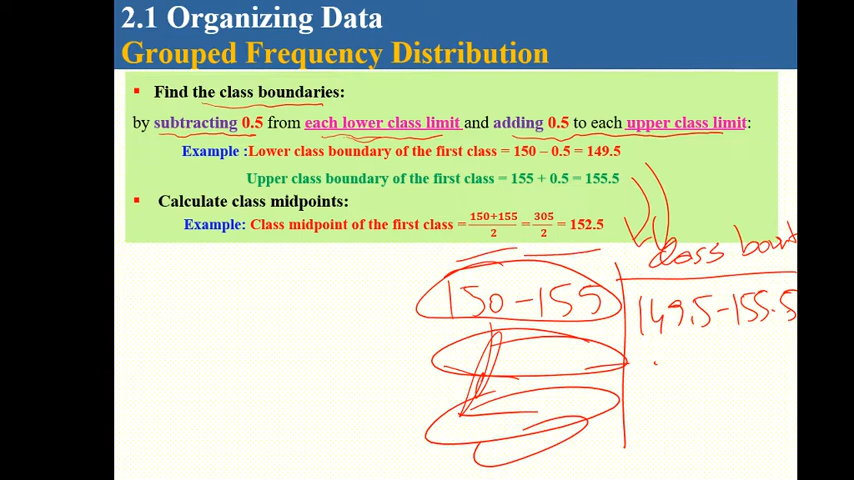 2.1 Organizing Data
Grouped Frequency Distribution
▪ Find the class boundaries:
by subtracting 0.5 from each lower class limit and adding 0.5 to each upper class limit:
Example :Lower class boundary of the first class = 150 – 0.5 = 149.5
Upper class boundary of the first class = 155 + 0.5 = 155.5
▪ Calculate class midpoints:
Example: Class midpoint of the first class = 150+155/2 = 305/2 = 152.5
class bount
150-155
149.5-155.5